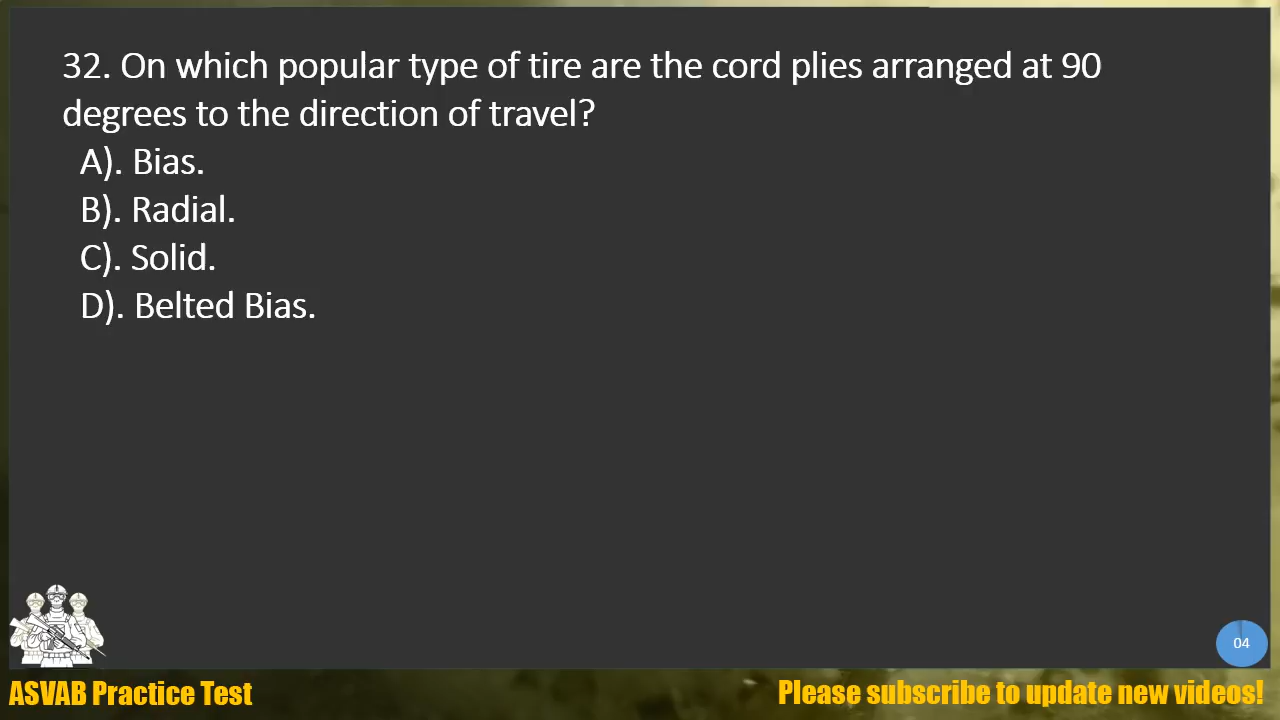 32. On which popular type of tire are the cord plies arranged at 90
degrees to the direction of travel?
A). Bias.
B). Radial.
C). Solid.
D). Belted Bias.
04
ASVAB Practice Test
Please subscribe to update new videos!